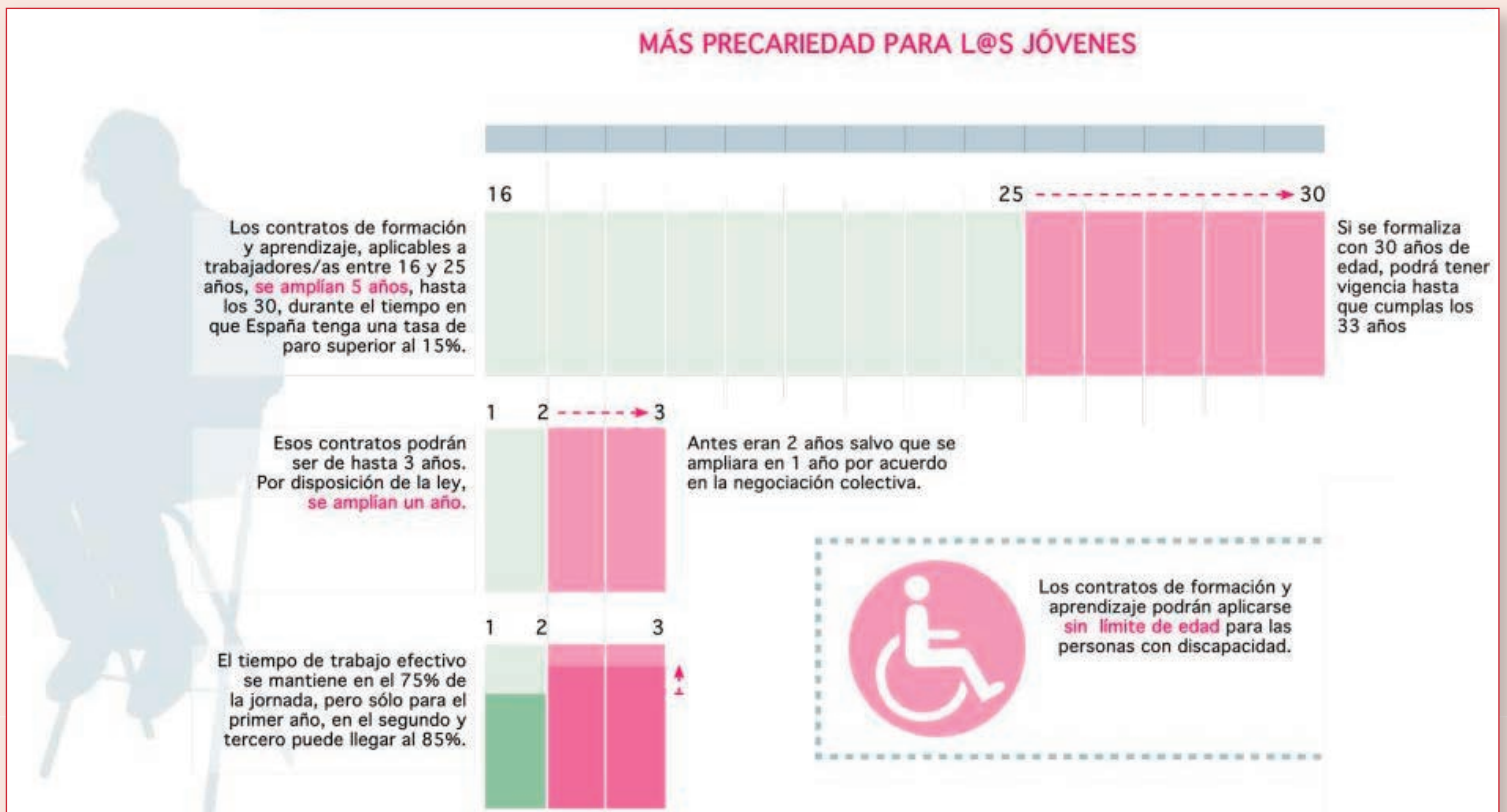 MÁS PRECARIEDAD PARA L@S JÓVENES
16
25
30
Los contratos de formación
y aprendizaje, aplicables a
trabajadores/as entre 16 y 25
años, se amplían 5 años, hasta
los 30, durante el tiempo en
que España tenga una tasa de
paro superior al 15%.
Si se formaliza
con 30 años de
edad, podrá tener
vigencia hasta
que cumplas los
33 años
1
2
3
Esos contratos podrán
ser de hasta 3 años.
Por disposición de la ley,
se amplían un año.
Antes eran 2 años salvo que se
ampliara en 1 año por acuerdo
en la negociación colectiva.
Los contratos de formación y
aprendizaje podrán aplicarse
sin límite de edad para las
personas con discapacidad.
1
2
3
El tiempo de trabajo efectivo
se mantiene en el 75% de
la jornada, pero sólo para el
primer año, en el segundo y
tercero puede llegar al 85%.